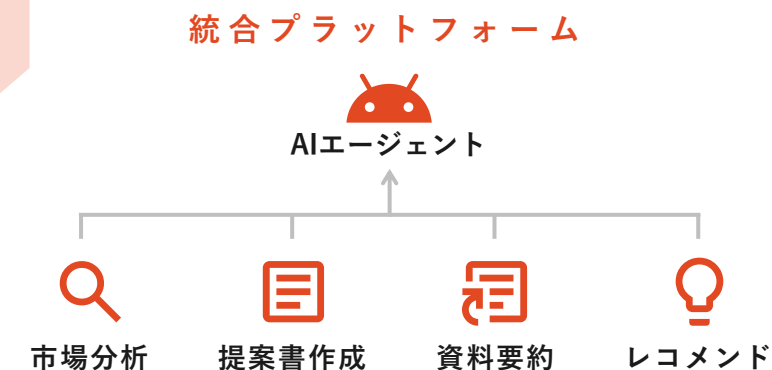 統合プラットフォーム
AIエージェント
市場分析
提案書作成
資料要約
レコメンド